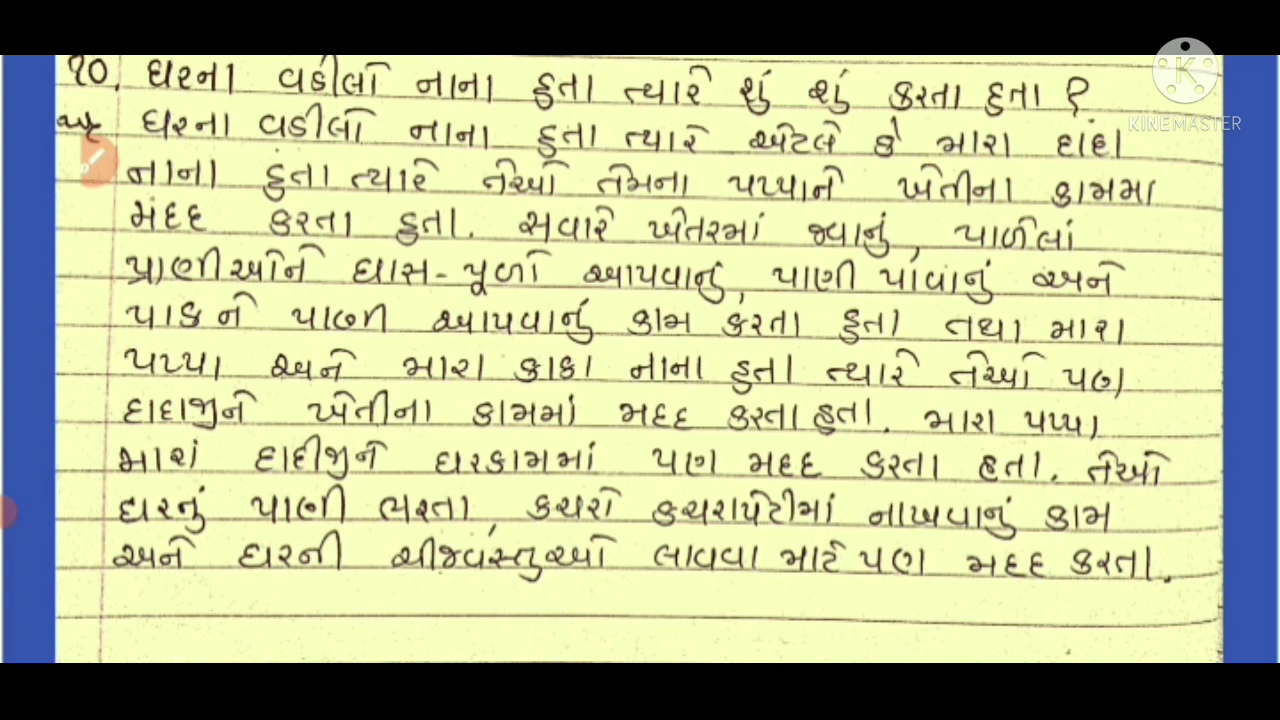 ૧૦. ઘરના વડીલો નાના હતા ત્યારે શું શું કરતા હતા ?
KINEMASTER
ઘરના વડીલો નાના હતા ત્યારે એટલે કે મારા દાદા
નાના હતા ત્યારે તેઓ તેમના પપ્પાને ખેતીના કામમા
મદદ કરતા હતા. સવારે ખેતરમાં જવાનું, પાળેલાં
પ્રાણીઓને ઘાસ-પૂળો આપવાનું, પાણી પીવાનું અને
પાકને પાણી આપવાનું કામ કરતા હતા તથા મારા
પપ્પા અને મારા કાકા નાના હતા ત્યારે તેઓ પણ
દાદાજીને ખેતીના કામમાં મદદ કરતા હતા. મારા પપ્પા
મારાં દાદીજીને ઘરકામમાં પણ મદદ કરતા હતા. તેઓ
ઘરનું પાણી ભરતા, કચરો કચરાપેટીમાં નાખવાનું કામ
અને ઘરની ચીજવસ્તુઓ લાવવા માટે પણ મદદ કરતા.